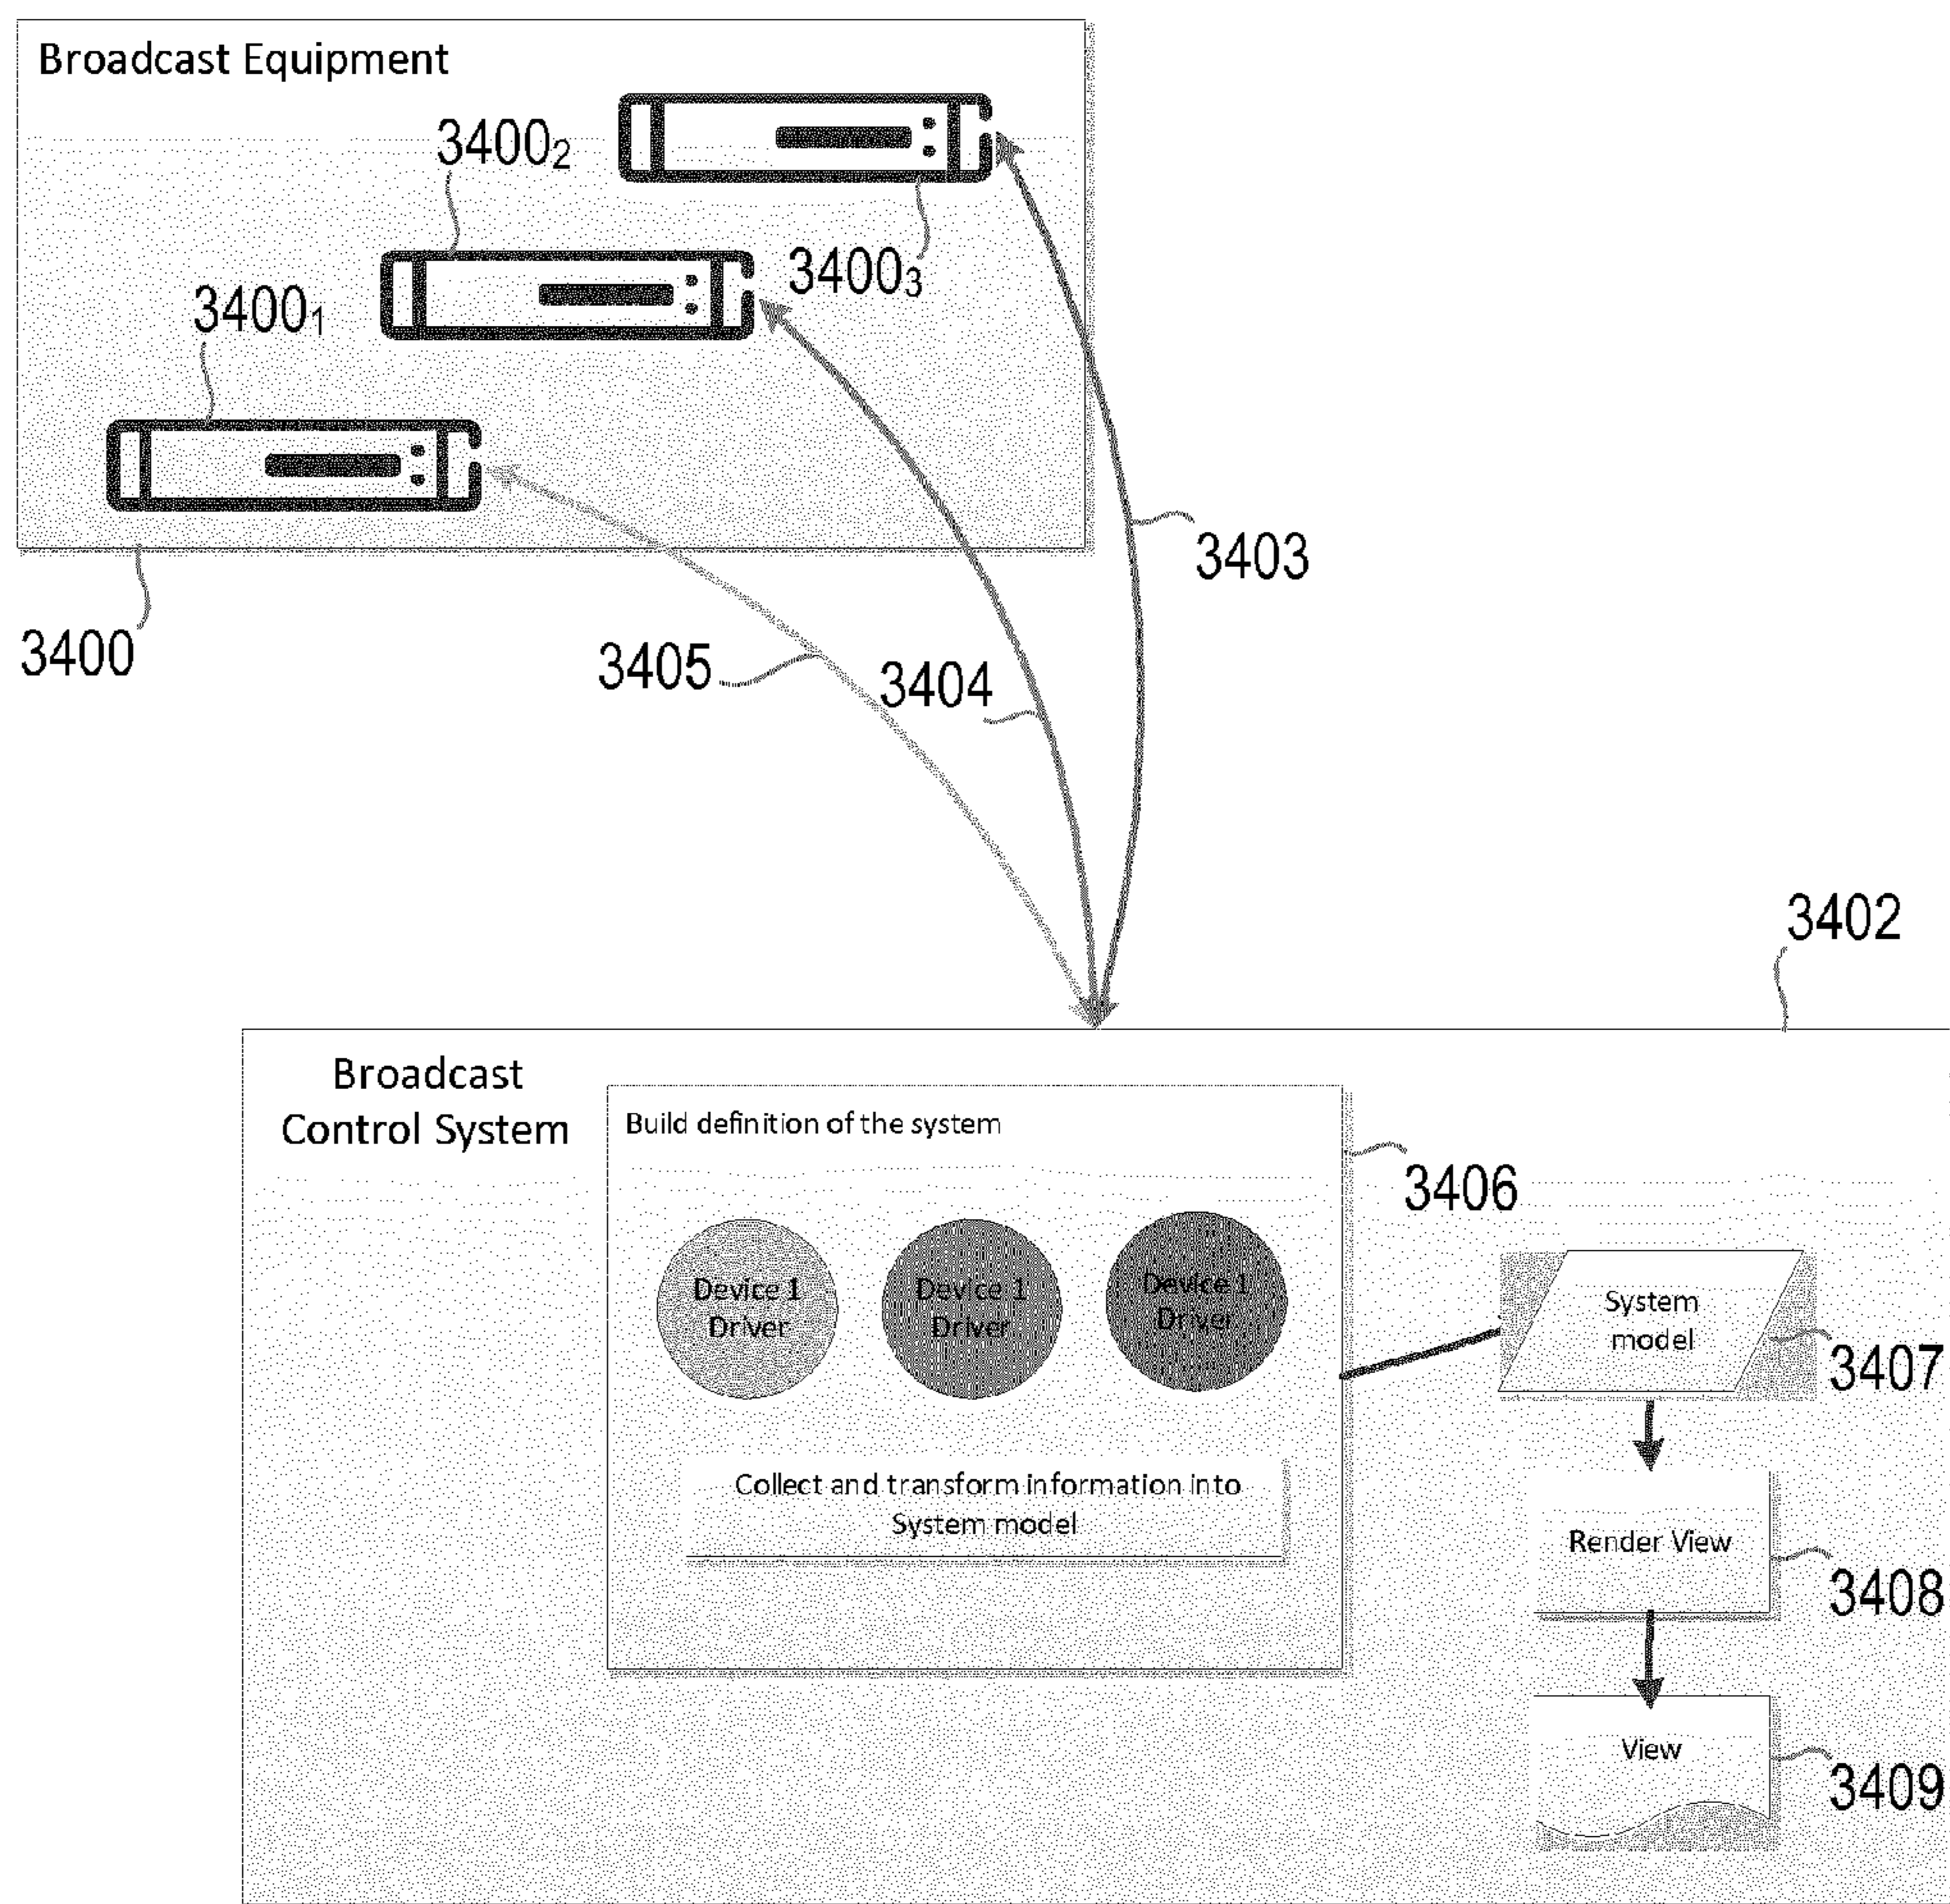 Broadcast Equipment
3400₂
3400₃
3400₁
3403
3400
3405
3404
3402
Broadcast
Control System
Build definition of the system
3406
Device 1
Driver
Device 1
Driver
Device 1
Driver
System
model
3407
Collect and transform information into
System model
Render View
3408
View
3409